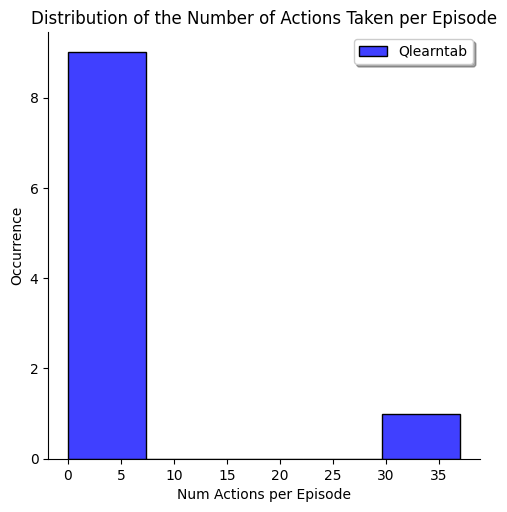 Distribution of the Number of Actions Taken per Episode
Qlearntab
Occurrence
8
6
4
2
0
0 5 10 15 20 25 30 35
Num Actions per Episode